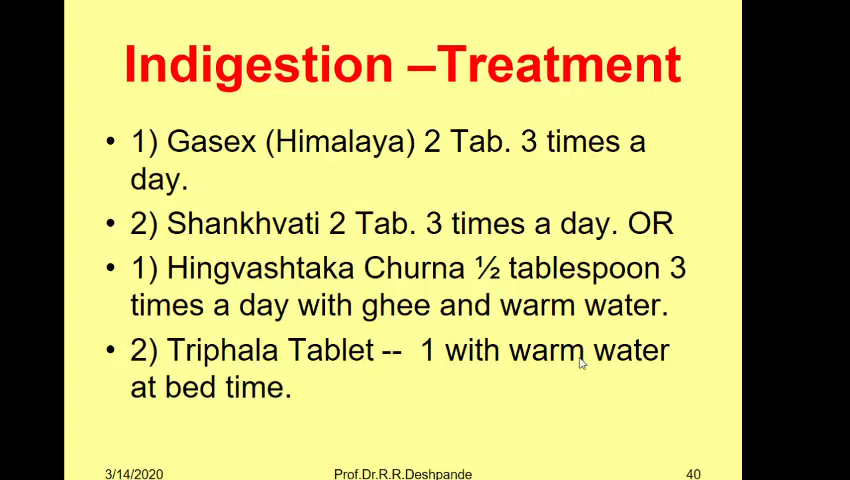 Indigestion –Treatment
• 1) Gasex (Himalaya) 2 Tab. 3 times a
day.
• 2) Shankhvati 2 Tab. 3 times a day. OR
• 1) Hingvashtaka Churna ½ tablespoon 3
times a day with ghee and warm water.
• 2) Triphala Tablet --  1 with warm water
at bed time.
3/14/2020 Prof.Dr.R.R.Deshpande 40